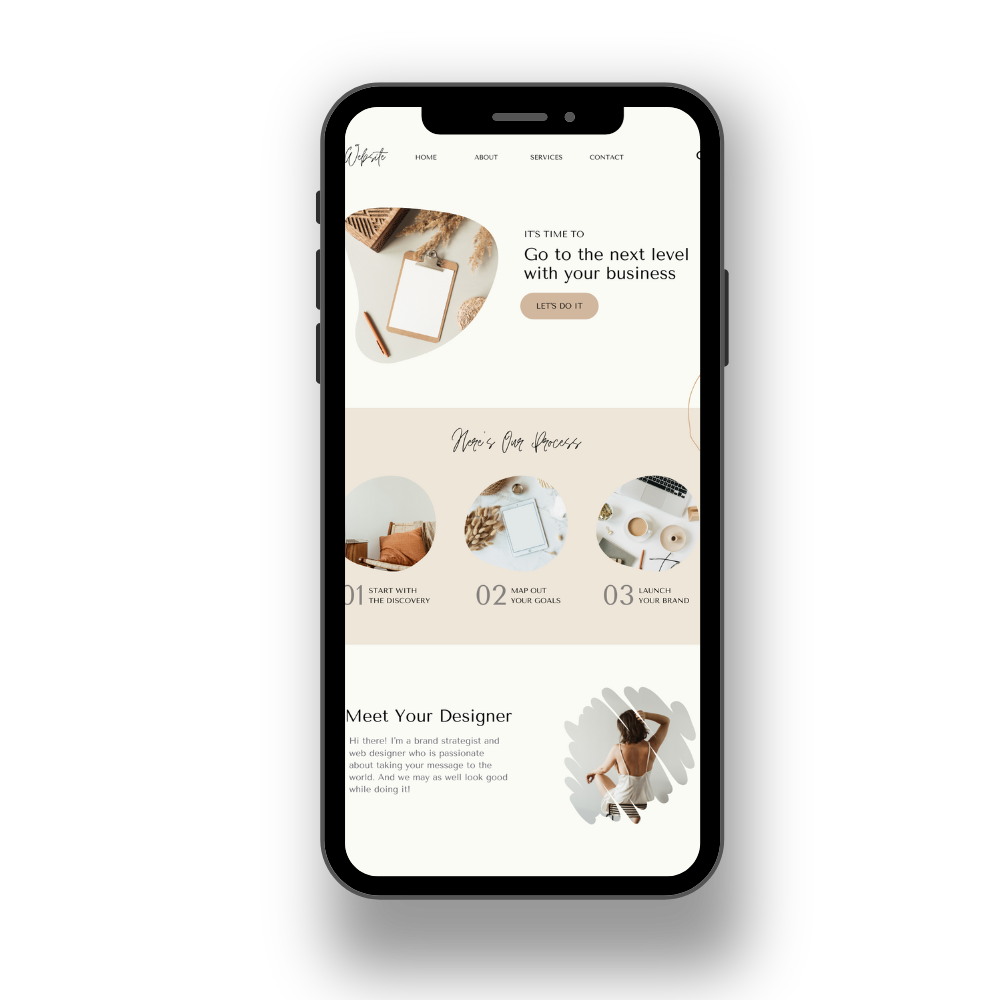 Website
HOME ABOUT SERVICES CONTACT
IT'S TIME TO
Go to the next level
with your business
LET'S DO IT
Here's Our Process
01 START WITH
THE DISCOVERY
02 MAP OUT
YOUR GOALS
03 LAUNCH
YOUR BRAND
Meet Your Designer
Hi there! I'm a brand strategist and
web designer who is passionate
about taking your message to the
world. And we may as well look good
while doing it!